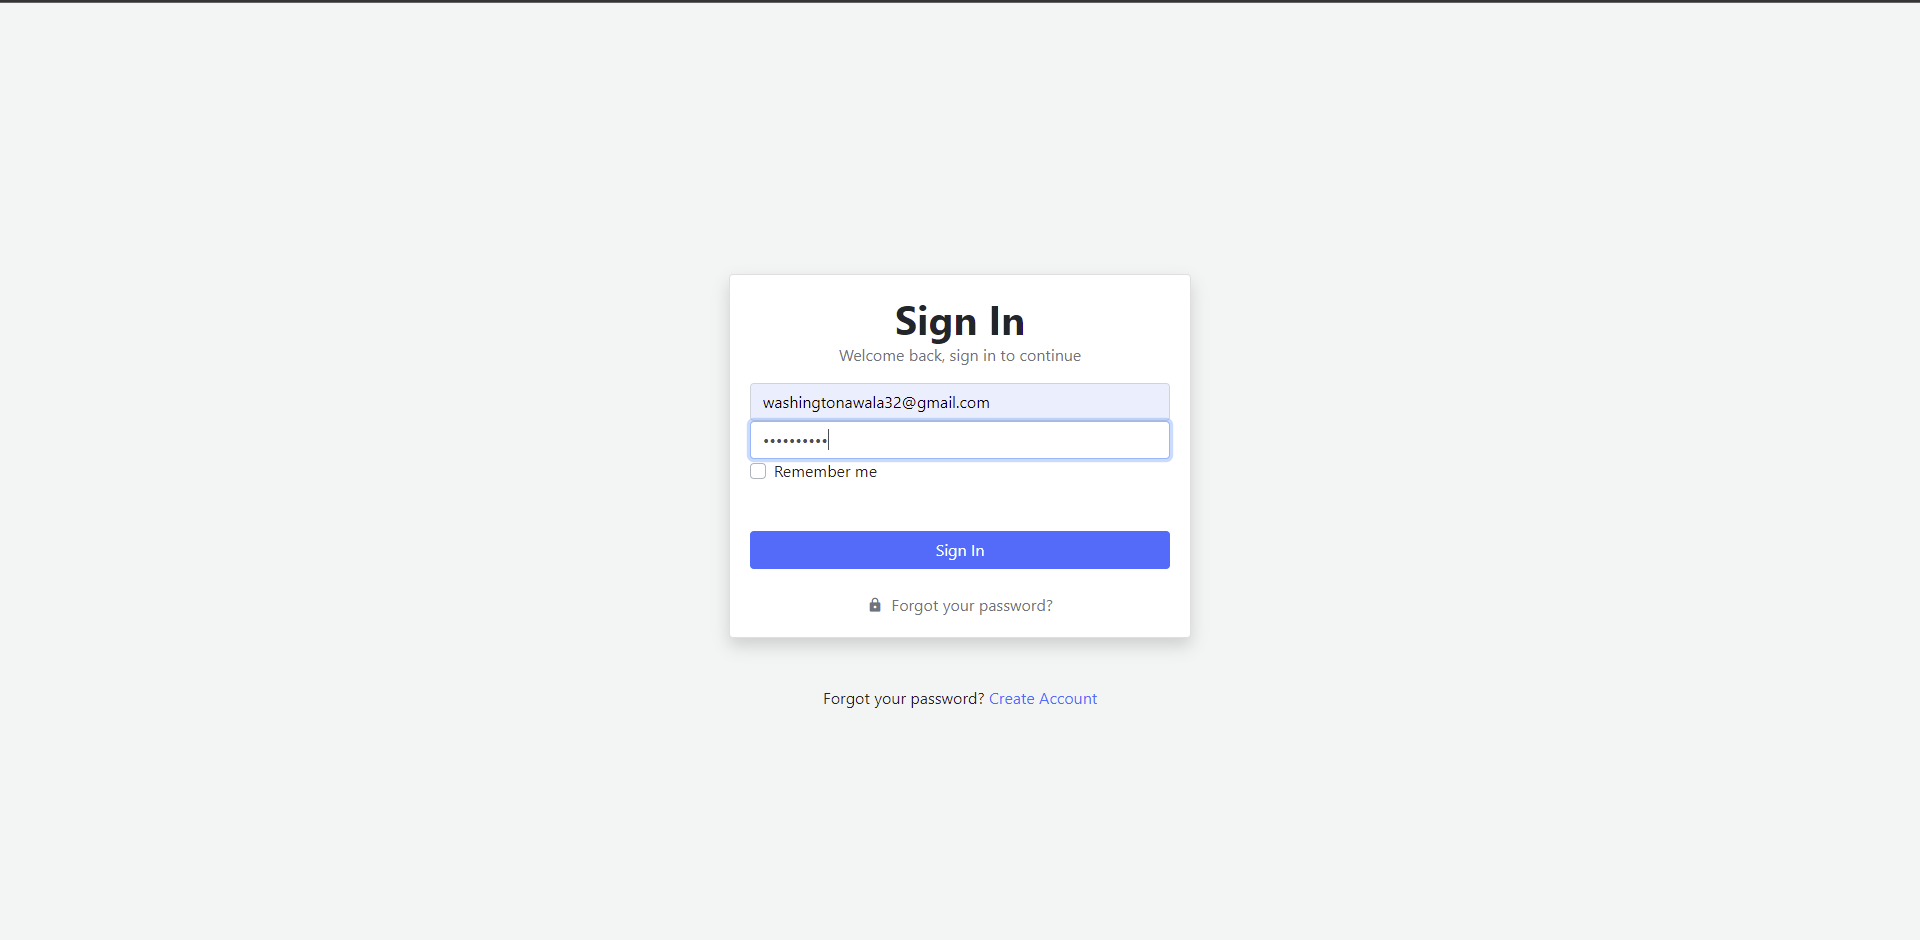 Sign In
Welcome back, sign in to continue
washingtonawala32@gmail.com
••••••••••
Remember me
Sign In
Forgot your password?
Forgot your password? Create Account